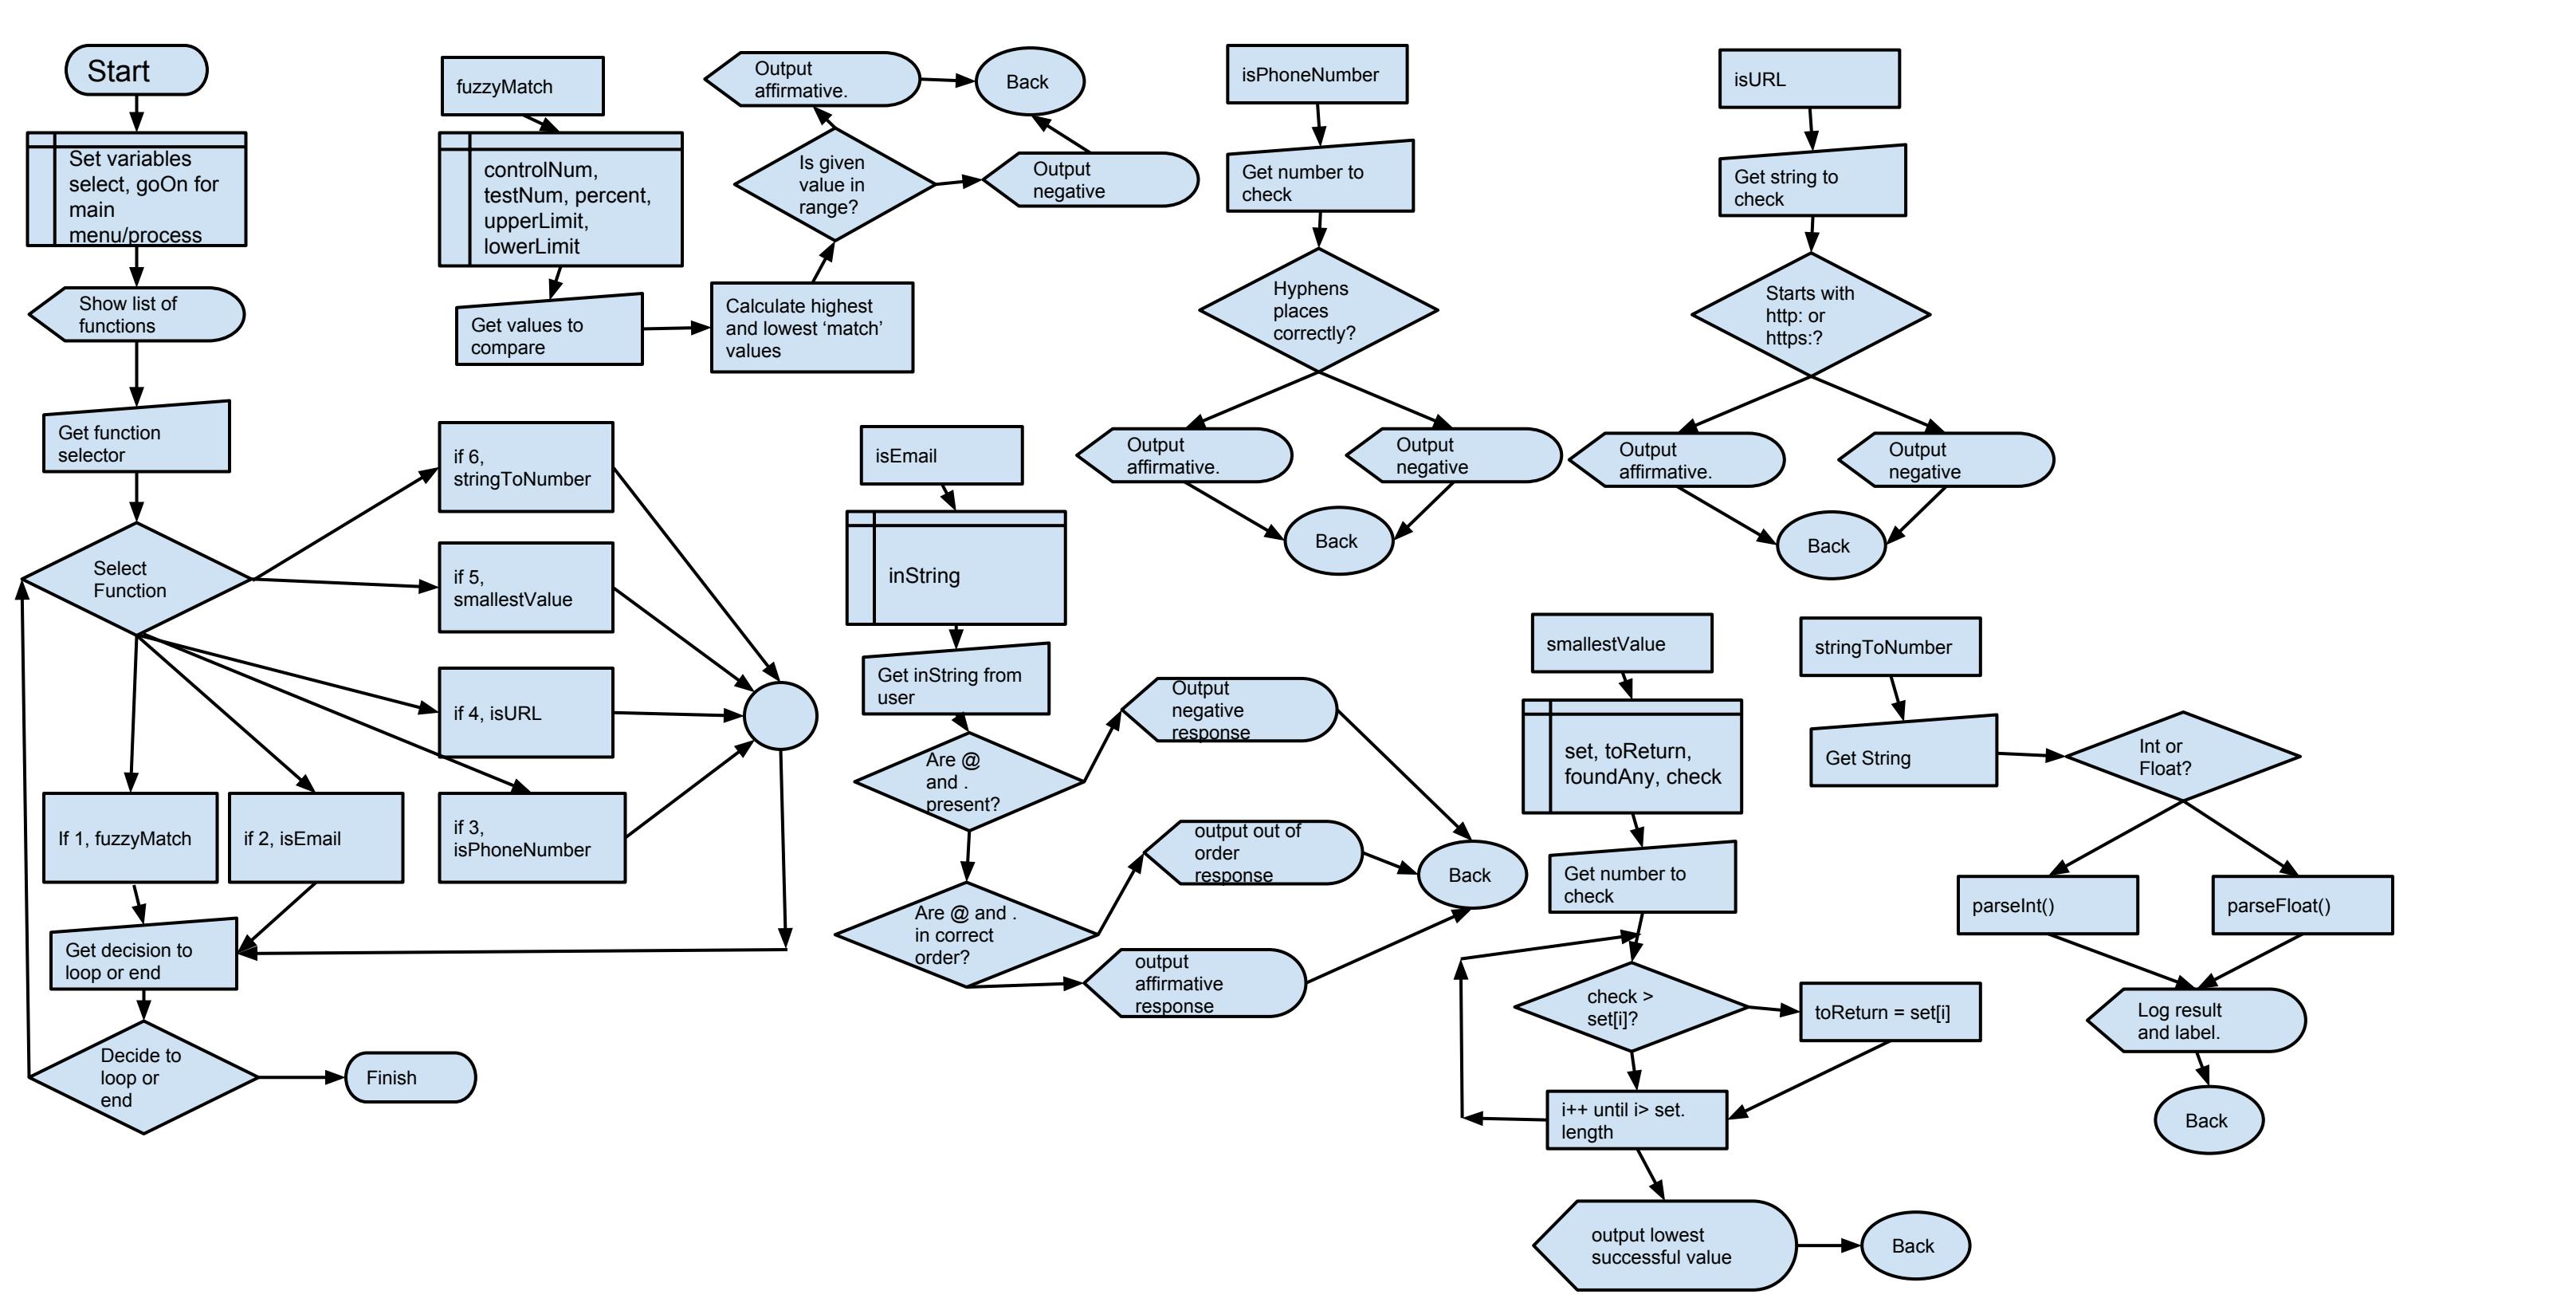 Start
Set variables
select, goOn for
main
menu/process
Show list of
functions
Get function
selector
Select
Function
If 1, fuzzyMatch
if 2, isEmail
if 6,
stringToNumber
if 5,
smallestValue
if 4, isURL
if 3,
isPhoneNumber
Get decision to
loop or end
Decide to
loop or
end
Finish
fuzzyMatch
controlNum,
testNum, percent,
upperLimit,
lowerLimit
Get values to
compare
Calculate highest
and lowest ‘match’
values
Is given
value in
range?
Output
affirmative.
Output
negative
Back
isEmail
inString
Get inString from
user
Are @
and .
present?
Output
negative
response
Are @ and .
in correct
order?
output out of
order
response
output
affirmative
response
Back
isPhoneNumber
Get number to
check
Hyphens
places
correctly?
Output
affirmative.
Output
negative
Back
isURL
Get string to
check
Starts with
http: or
https:?
Output
affirmative.
Output
negative
Back
smallestValue
set, toReturn,
foundAny, check
Get number to
check
check >
set[i]?
toReturn = set[i]
i++ until i> set.
length
output lowest
successful value
Back
stringToNumber
Get String
Int or
Float?
parseInt()
parseFloat()
Log result
and label.
Back